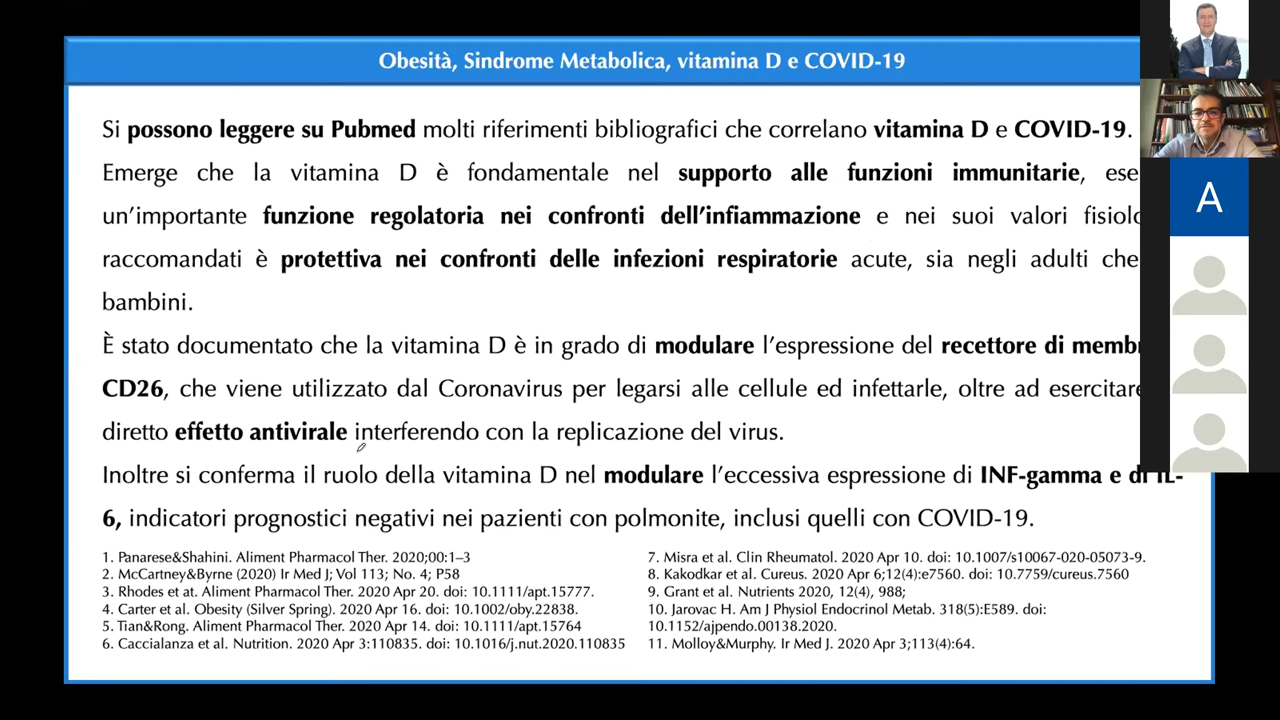 Obesità, Sindrome Metabolica, vitamina D e COVID-19
Si possono leggere su Pubmed molti riferimenti bibliografici che correlano vitamina D e COVID-19.
Emerge che la vitamina D è fondamentale nel supporto alle funzioni immunitarie,
un'importante funzione regolatoria nei confronti dell'infiammazione e nei suoi valori
raccomandati è protettiva nei confronti delle infezioni respiratorie acute, sia negli adulti che
bambini.
È stato documentato che la vitamina D è in grado di modulare l'espressione del recettore di
CD26, che viene utilizzato dal Coronavirus per legarsi alle cellule ed infettarle, oltre ad esercitare
diretto effetto antivirale interferendo con la replicazione del virus.
Inoltre si conferma il ruolo della vitamina D nel modulare l'eccessiva espressione di INF-gamma e di IL-
6, indicatori prognostici negativi nei pazienti con polmonite, inclusi quelli con COVID-19.
1. Panarese&Shahini. Aliment Pharmacol Ther. 2020;00:1–3
2. McCartney&Byrne (2020) Ir Med J; Vol 113; No. 4; P58
3. Rhodes et at. Aliment Pharmacol Ther. 2020 Apr 20. doi: 10.1111/apt.15777.
4. Carter et al. Obesity (Silver Spring). 2020 Apr 16. doi: 10.1002/oby.22838.
5. Tian&Rong. Aliment Pharmacol Ther. 2020 Apr 14. doi: 10.1111/apt.15764
6. Caccialanza et al. Nutrition. 2020 Apr 3:110835. doi: 10.1016/j.nut.2020.110835
7. Misra et al. Clin Rheumatol. 2020 Apr 10. doi: 10.1007/s10067-020-05073-9.
8. Kakodkar et al. Cureus. 2020 Apr 6;12(4):e7560. doi: 10.7759/cureus.7560
9. Grant et al. Nutrients 2020, 12(4), 988;
10. Jarovac H. Am J Physiol Endocrinol Metab. 318(5):E589. doi:
10.1152/ajpendo.00138.2020.
11. Molloy&Murphy. Ir Med J. 2020 Apr 3;113(4):64.
A